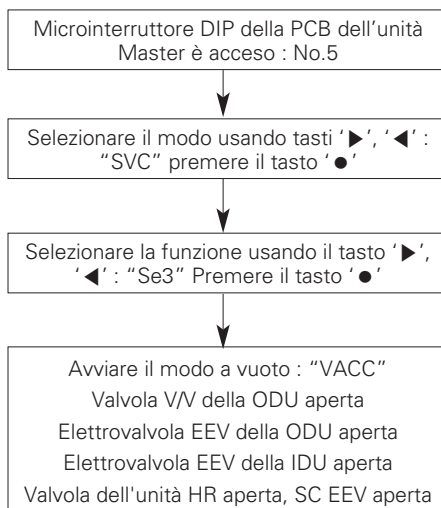 Microinterruttore DIP della PCB dell'unità
Master è acceso : No.5
Selezionare il modo usando tasti ‘▶’, ‘◀’ :
“SVC” premere il tasto ‘●’
Selezionare la funzione usando il tasto ‘▶’,
‘◀’ : “Se3” Premere il tasto ‘●’
Avviare il modo a vuoto : “VACC”
Valvola V/V della ODU aperta
Elettrovalvola EEV della ODU aperta
Elettrovalvola EEV della IDU aperta
Valvola dell'unità HR aperta, SC EEV aperta